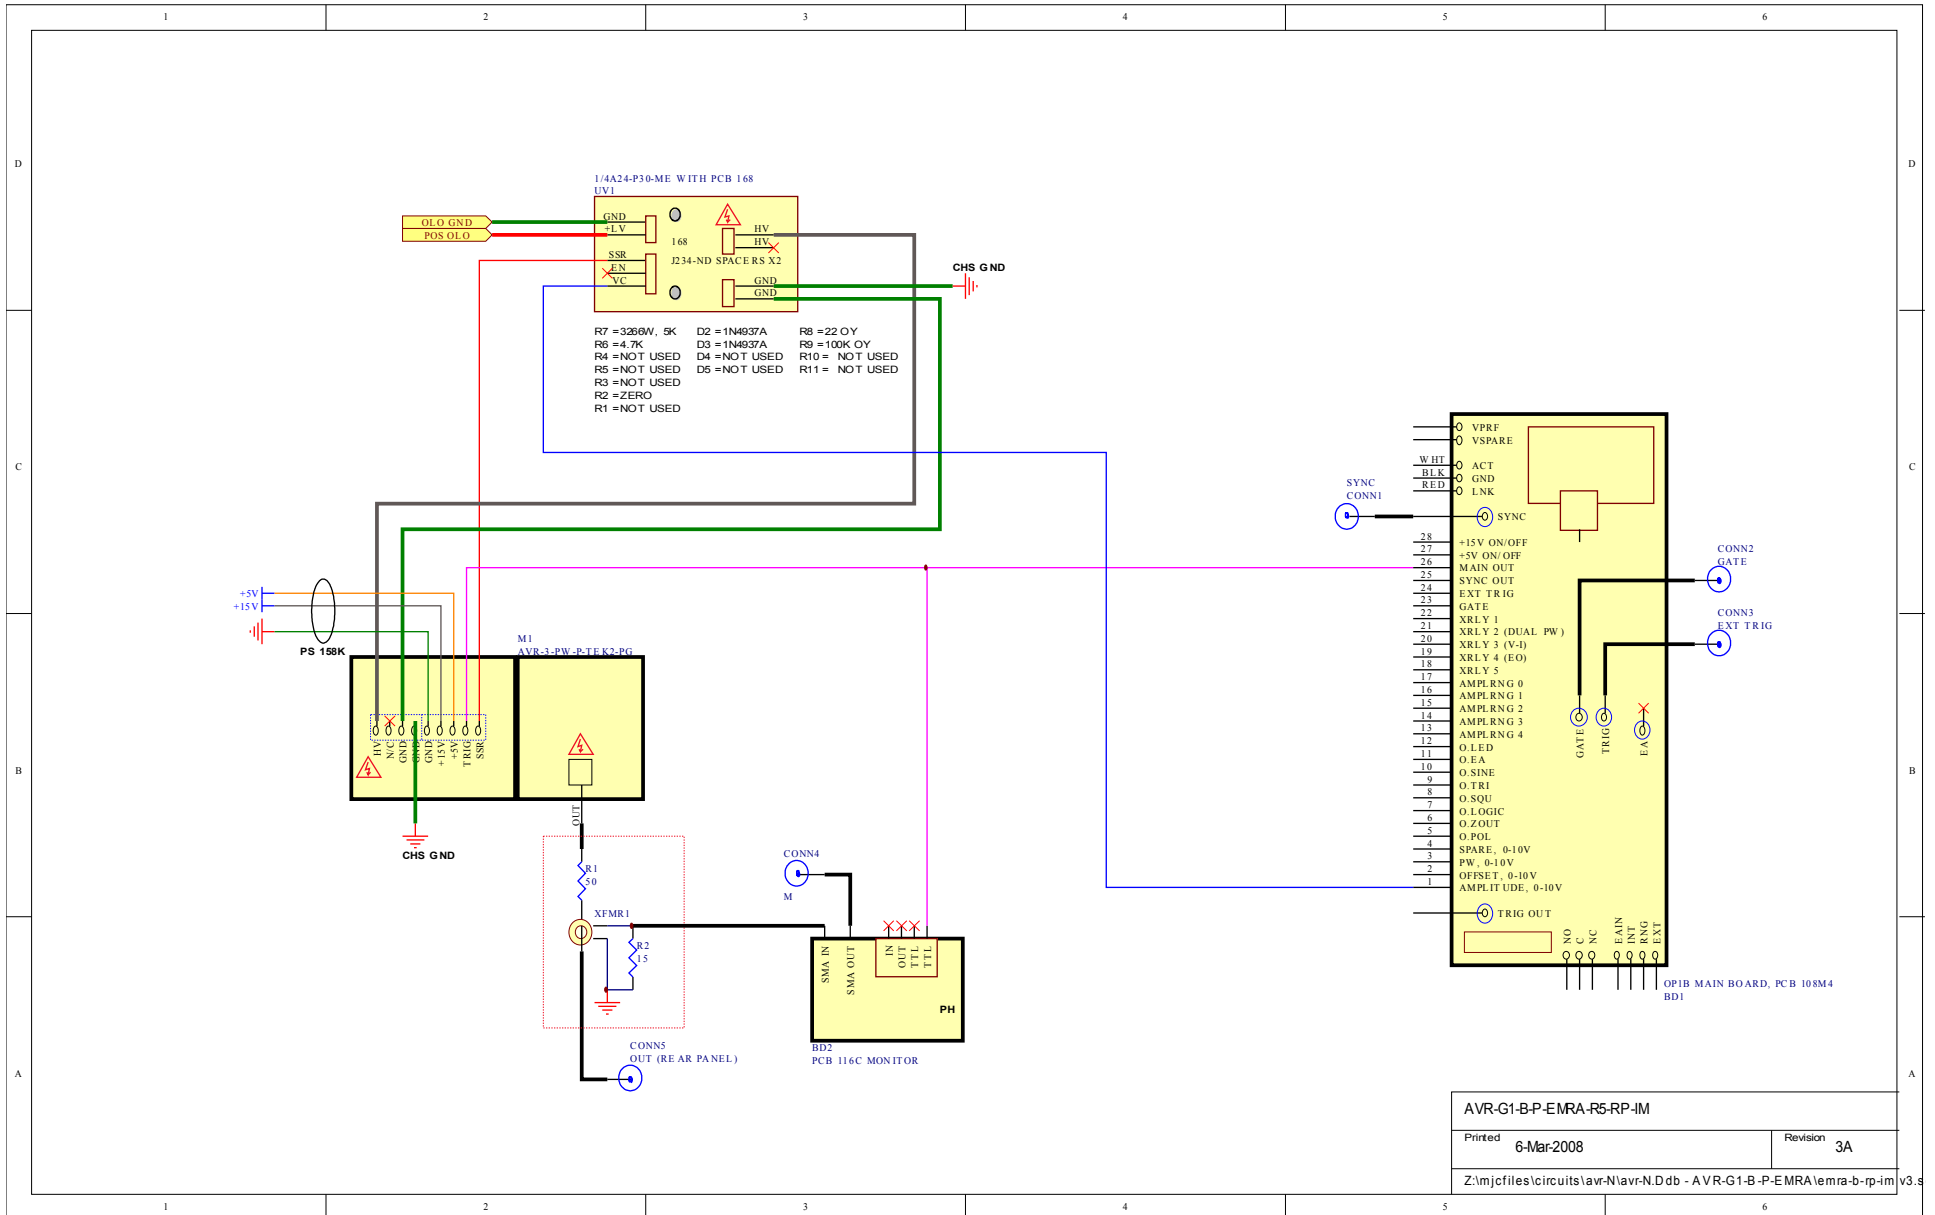 1 2 3 4 5 6
D D
1/4A24-P30-ME WITH PCB 168
UV1
OLO GND
POS OLO
GND
+LV
168
HV
HV
SSR
EN
VC
J234-ND SPACERS X2
GND
GND
CHS GND
R7 =3266W, 5K D2 =1N4937A R8 =22 OY
R6 =4.7K D3 =1N4937A R9 =100K OY
R4 =NOT USED D4 =NOT USED R10 = NOT USED
R5 =NOT USED D5 =NOT USED R11 = NOT USED
R3 =NOT USED
R2 =ZERO
R1 =NOT USED
C C
VPRF
VSPARE
WHT ACT
BLK GND
RED LNK
SYNC
CONN1
SYNC
28 +15V ON/OFF
27 +5V ON/OFF
26 MAIN OUT
25 SYNC OUT
24 EXT TRIG
23 GATE
22 XRLY 1
21 XRLY 2 (DUAL PW)
20 XRLY 3 (V-I)
19 XRLY 4 (EO)
18 XRLY 5
17 AMPLRNG 0
16 AMPLRNG 1
15 AMPLRNG 2
14 AMPLRNG 3
13 AMPLRNG 4
12 O.LED
11 O.EA
10 O.SINE
9 O.TRI
8 O.SQU
7 O.LOGIC
6 O.ZOUT
5 O.POL
4 SPARE, 0-10V
3 PW, 0-10V
2 OFFSET, 0-10V
1 AMPLITUDE, 0-10V
TRIG OUT
CONN2
GATE
CONN3
EXT TRIG
GATE
TRIG
EA
NO
C
NC
EAIN
INT
RNG
EXT
OP1B MAIN BOARD, PCB 108M4
BD1
+5V
+15V
PS 158K
M1
AVR-3-PW-P-TEK2-PG
HV
N/C
GND
GND
GND
+15V
+5V
TRIG
SSR
B B
CHS GND
OUT
R1
50
XFMR1
R2
15
CONN4
M
SMA IN
SMA OUT
IN
OUT
TTL
TTL
PH
BD2
PCB 116C MONITOR
CONN5
OUT (REAR PANEL)
A A
AVR-G1-B-P-EMRA-R5-RP-IM
Printed 6-Mar-2008 Revision 3A
Z:\mjcfiles\circuits\avr-N\avr-N.Ddb - AVR-G1-B-P-EMRA\emra-b-rp-im v3.s
1 2 3 4 5 6